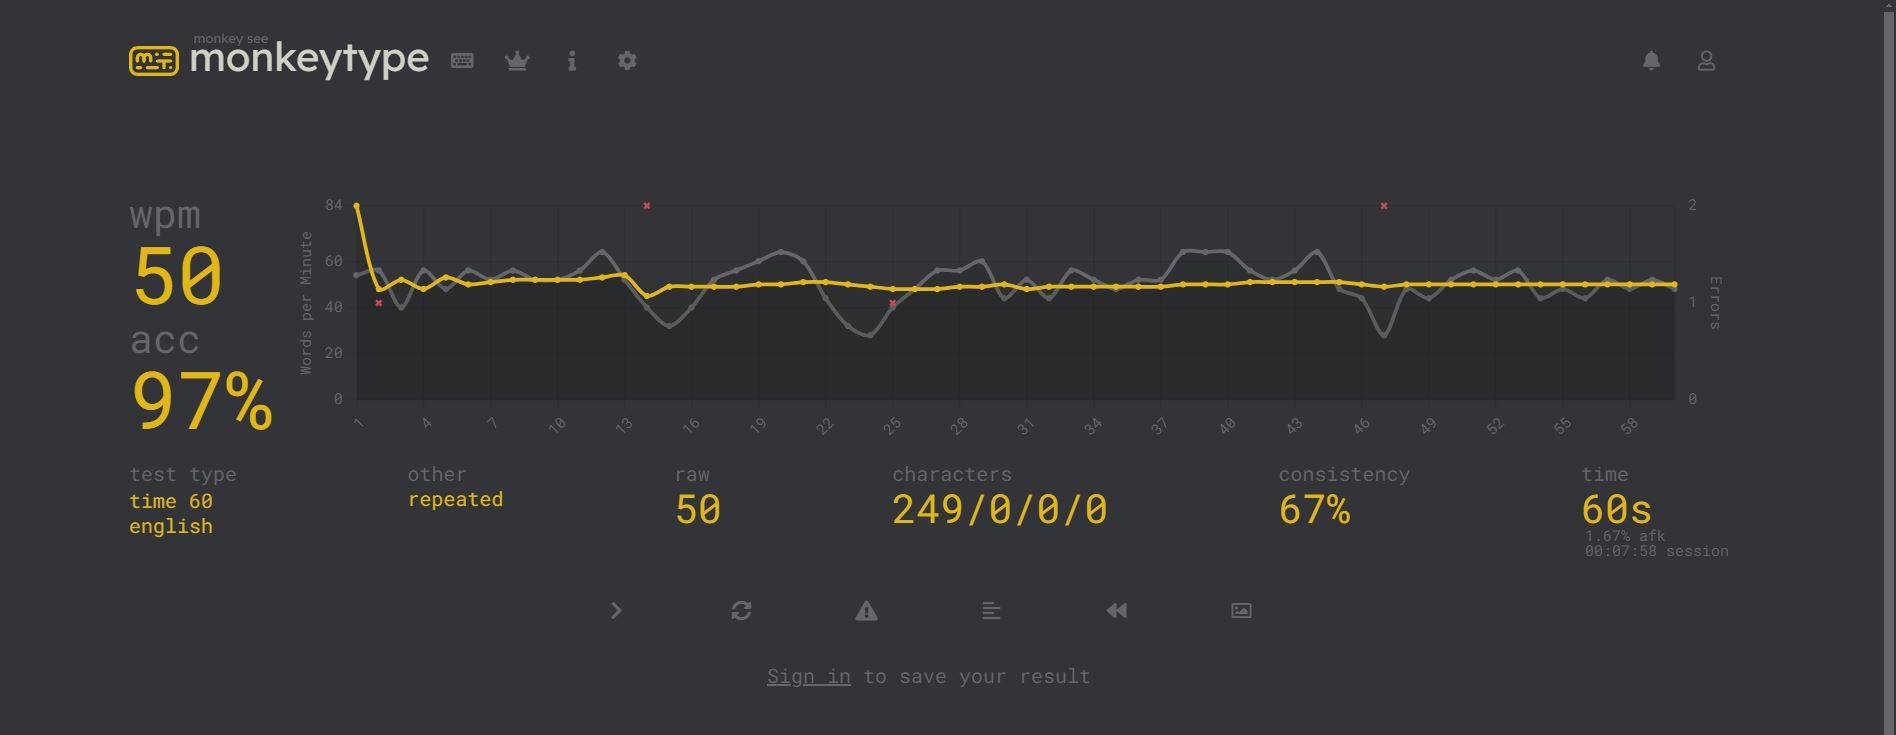 monkey see
monkeytype
wpm
50
acc
97%
Words per Minute
84
60
40
20
0
2
1
0
Errors
1 4 7 10 13 16 19 22 25 28 31 34 37 40 43 46 49 52 55 58
test type
time 60
english
other
repeated
raw
50
characters
249/0/0/0
consistency
67%
time
60s
1.67% afk
00:07:58 session
Sign in to save your result